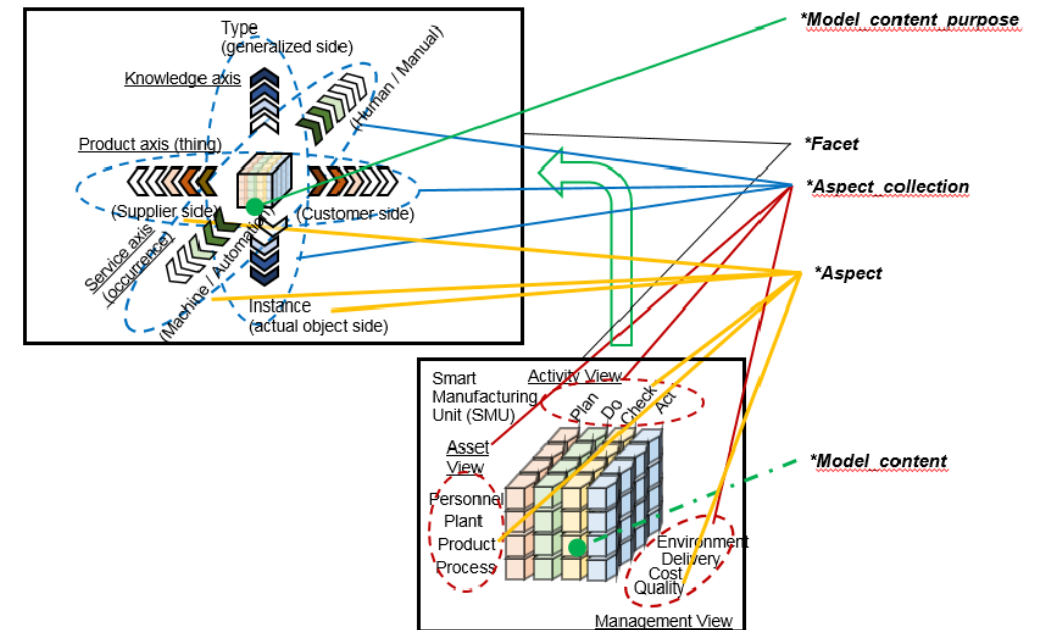 Type
(generalized side)
Knowledge axis
(Human / Manual)
Product axis (thing)
(Supplier side)
(Customer side)
Service axis
(occurrence)
(Machine / Automation)
Instance
(actual object side)
*Model_content_purpose
*Facet
*Aspect_collection
*Aspect
Smart
Manufacturing
Unit (SMU)
Activity View
Plan
Do
Check
Act
Asset
View
Personnel
Plant
Product
Process
*Model_content
Environment
Delivery
Cost
Quality
Management View